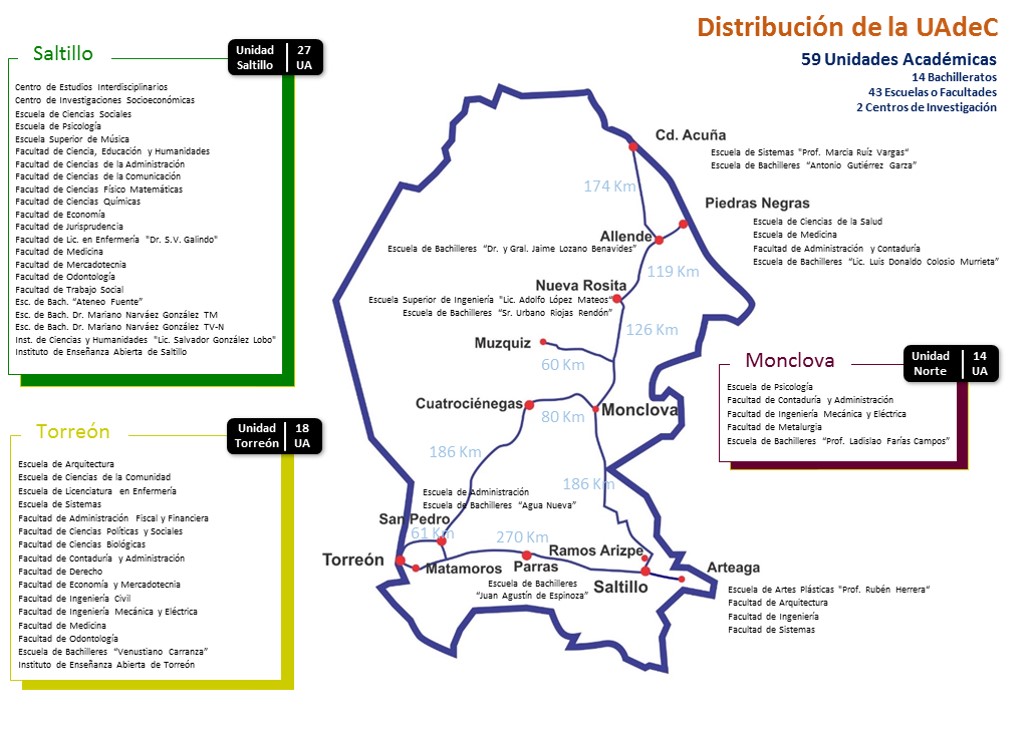 Distribución de la UAdeC
59 Unidades Académicas
14 Bachilleratos
43 Escuelas o Facultades
2 Centros de Investigación
Saltillo
Unidad Saltillo
27 UA
Centro de Estudios Interdisciplinarios
Centro de Investigaciones Socioeconómicas
Escuela de Ciencias Sociales
Escuela de Psicología
Escuela Superior de Música
Facultad de Ciencia, Educación y Humanidades
Facultad de Ciencias de la Administración
Facultad de Ciencias de la Comunicación
Facultad de Ciencias Físico Matemáticas
Facultad de Ciencias Químicas
Facultad de Economía
Facultad de Jurisprudencia
Facultad de Lic. en Enfermería "Dr. S.V. Galindo"
Facultad de Medicina
Facultad de Mercadotecnia
Facultad de Odontología
Facultad de Trabajo Social
Esc. de Bach. "Ateneo Fuente"
Esc. de Bach. Dr. Mariano Narváez González TM
Esc. de Bach. Dr. Mariano Narváez González TV-N
Inst. de Ciencias y Humanidades "Lic. Salvador González Lobo"
Instituto de Enseñanza Abierta de Saltillo
Torreón
Unidad Torreón
18 UA
Escuela de Arquitectura
Escuela de Ciencias de la Comunidad
Escuela de Licenciatura en Enfermería
Escuela de Sistemas
Facultad de Administración Fiscal y Financiera
Facultad de Ciencias Políticas y Sociales
Facultad de Ciencias Biológicas
Facultad de Contaduría y Administración
Facultad de Derecho
Facultad de Economía y Mercadotecnia
Facultad de Ingeniería Civil
Facultad de Ingeniería Mecánica y Eléctrica
Facultad de Medicina
Facultad de Odontología
Escuela de Bachilleres "Venustiano Carranza"
Instituto de Enseñanza Abierta de Torreón
Cd. Acuña
Escuela de Sistemas "Prof. Marcia Ruíz Vargas"
Escuela de Bachilleres "Antonio Gutiérrez Garza"
174 Km
Piedras Negras
Escuela de Ciencias de la Salud
Escuela de Medicina
Facultad de Administración y Contaduría
Escuela de Bachilleres "Lic. Luis Donaldo Colosio Murrieta"
Allende
Escuela de Bachilleres "Dr. y Gral. Jaime Lozano Benavides"
119 Km
Nueva Rosita
Escuela Superior de Ingeniería "Lic. Adolfo López Mateos"
Escuela de Bachilleres "Sr. Urbano Riojas Rendón"
126 Km
Muzquiz
60 Km
Monclova
Unidad Norte
14 UA
Escuela de Psicología
Facultad de Contaduría y Administración
Facultad de Ingeniería Mecánica y Eléctrica
Facultad de Metalurgia
Escuela de Bachilleres "Prof. Ladislao Farías Campos"
Cuatrociénegas
80 Km
Monclova
186 Km
186 Km
Escuela de Administración
Escuela de Bachilleres "Agua Nueva"
San Pedro
61 Km
270 Km
Torreón
Matamoros
Parras
Ramos Arizpe
Escuela de Bachilleres
"Juan Agustín de Espinoza"
Saltillo
Arteaga
Escuela de Artes Plásticas "Prof. Rubén Herrera"
Facultad de Arquitectura
Facultad de Ingeniería
Facultad de Sistemas